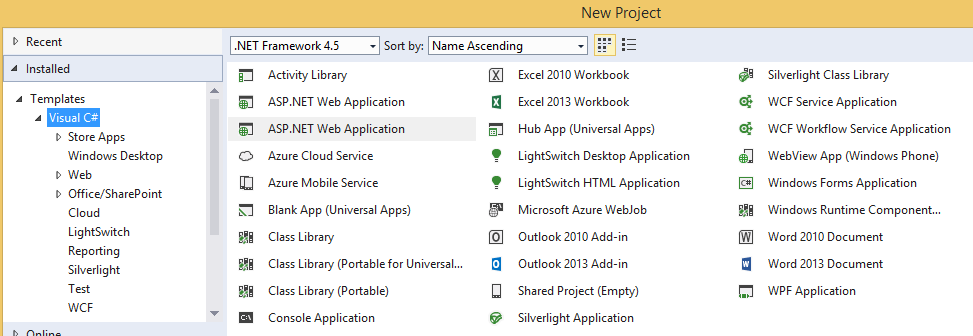 New Project
Recent
Installed
Templates
Visual C#
Store Apps
Windows Desktop
Web
Office/SharePoint
Cloud
LightSwitch
Reporting
Silverlight
Test
WCF
Online
.NET Framework 4.5
Sort by: Name Ascending
Activity Library
ASP.NET Web Application
ASP.NET Web Application
Azure Cloud Service
Azure Mobile Service
Blank App (Universal Apps)
Class Library
Class Library (Portable for Universal...
Class Library (Portable)
Console Application
Excel 2010 Workbook
Excel 2013 Workbook
Hub App (Universal Apps)
LightSwitch Desktop Application
LightSwitch HTML Application
Microsoft Azure WebJob
Outlook 2010 Add-in
Outlook 2013 Add-in
Shared Project (Empty)
Silverlight Application
Silverlight Class Library
WCF Service Application
WCF Workflow Service Application
WebView App (Windows Phone)
Windows Forms Application
Windows Runtime Component...
Word 2010 Document
Word 2013 Document
WPF Application